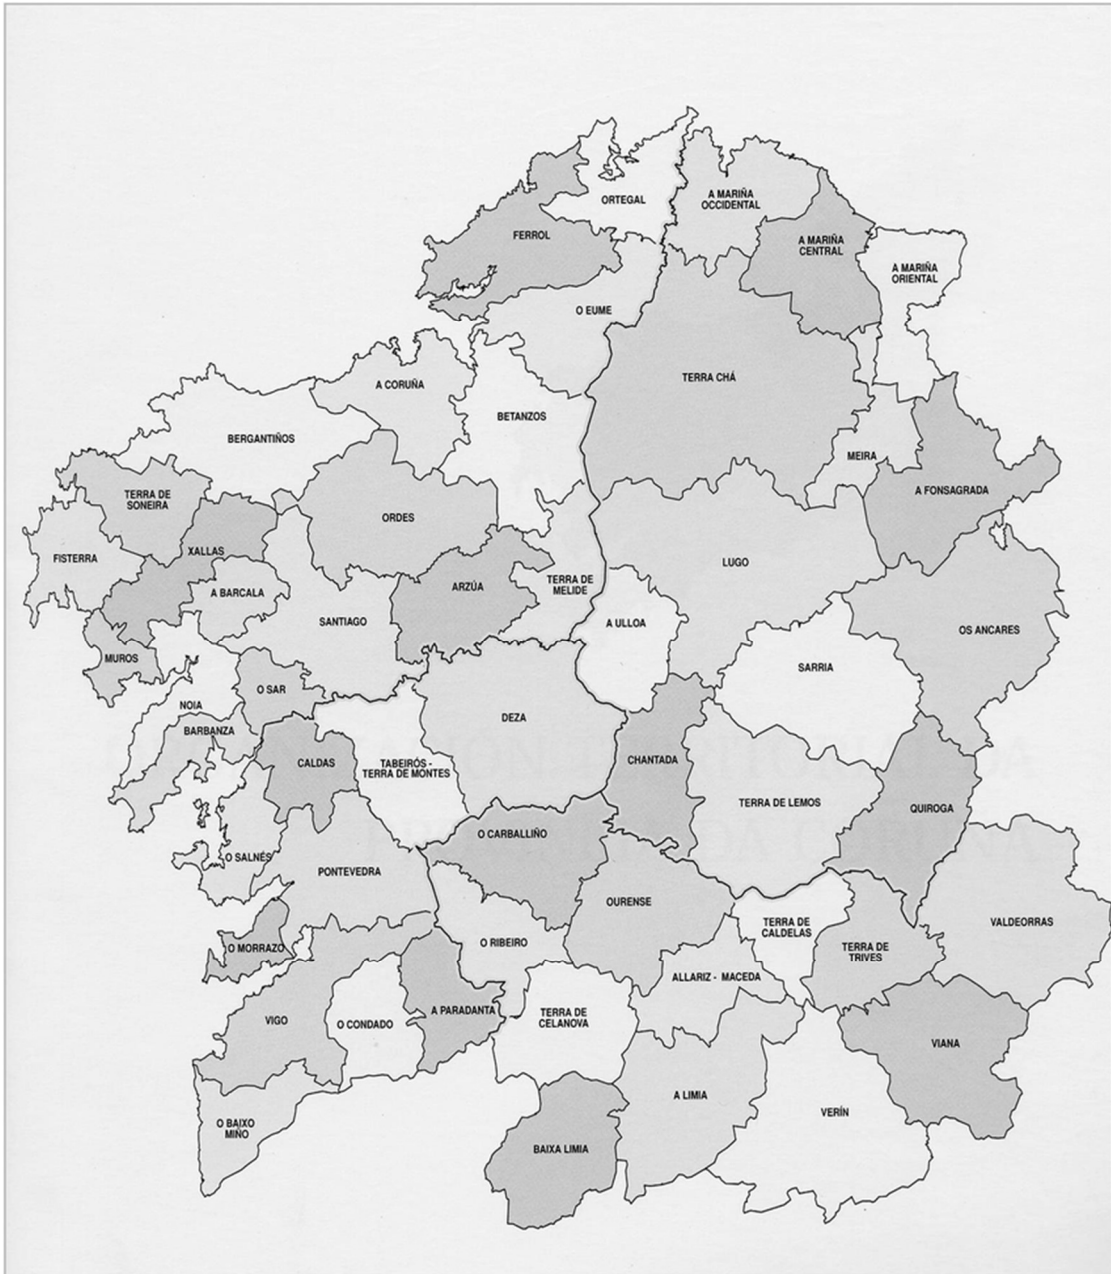 ORTEGAL
A MARIÑA
OCCIDENTAL
FERROL
A MARIÑA
CENTRAL
A MARIÑA
ORIENTAL
O EUME
TERRA CHÁ
A CORUÑA
BETANZOS
BERGANTIÑOS
MEIRA
A FONSAGRADA
TERRA DE
SONEIRA
ORDES
XALLAS
FISTERRA
LUGO
A BARCALA
ARZÚA
TERRA DE
MELIDE
SANTIAGO
A ULLOA
OS ANCARES
MUROS
SARRIA
O SAR
NOIA
DEZA
BARBANZA
CALDAS
TABEIRÓS -
TERRA DE MONTES
CHANTADA
TERRA DE LEMOS
QUIROGA
O CARBALLIÑO
O SALNÉS
PONTEVEDRA
OURENSE
VALDEORRAS
TERRA DE
CALDELAS
O MORRAZO
O RIBEIRO
TERRA DE
TRIVES
ALLARIZ - MACEDA
VIGO
O CONDADO
A PARADANTA
TERRA DE
CELANOVA
VIANA
A LIMIA
VERÍN
O BAIXO
MIÑO
BAIXA LIMIA